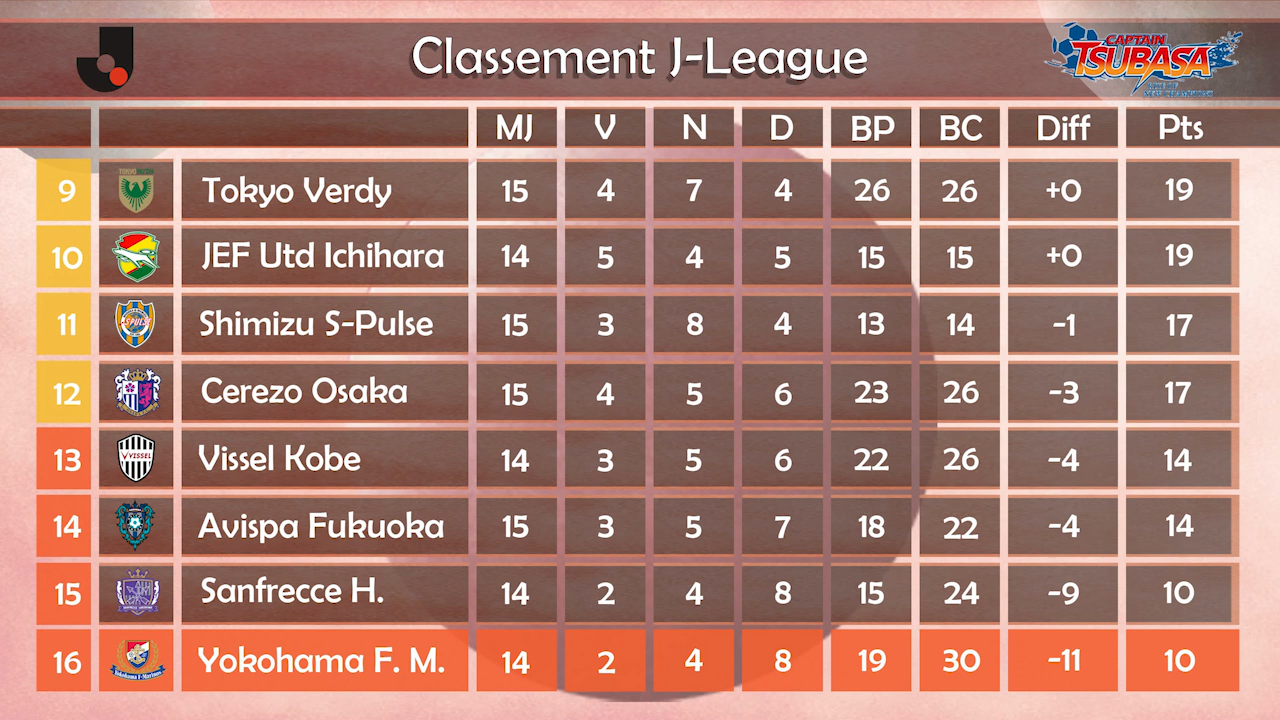 Classement J-League
CAPTAIN
TSUBASA
MJ V N D BP BC Diff Pts
9 Tokyo Verdy 15 4 7 4 26 26 +0 19
10 JEF Utd Ichihara 14 5 4 5 15 15 +0 19
11 Shimizu S-Pulse 15 3 8 4 13 14 -1 17
12 Cerezo Osaka 15 4 5 6 23 26 -3 17
13 VISSEL Vissel Kobe 14 3 5 6 22 26 -4 14
14 Avispa Fukuoka 15 3 5 7 18 22 -4 14
15 Sanfrecce H. 14 2 4 8 15 24 -9 10
16 Yokohama F. M. 14 2 4 8 19 30 -11 10